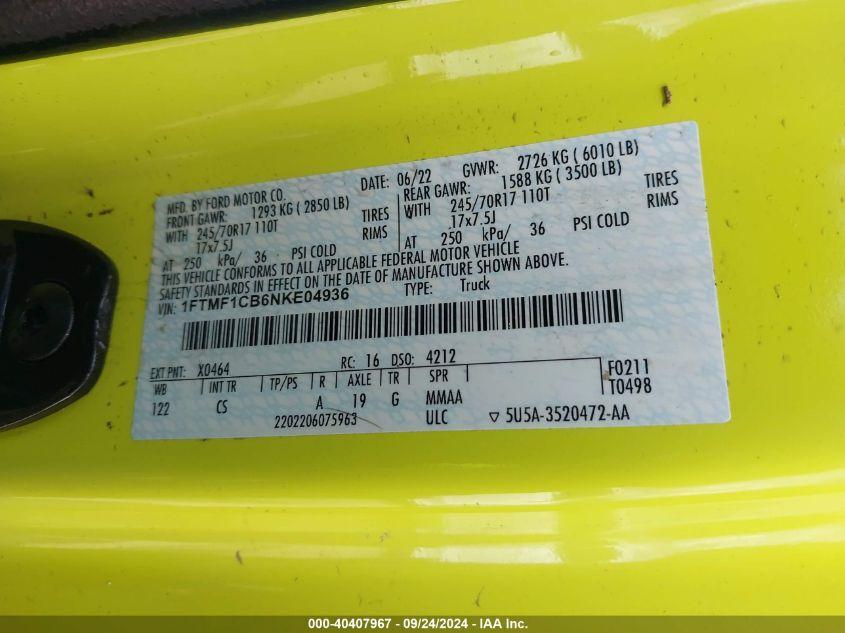 MFD. BY FORD MOTOR CO. DATE: 06/22 GVWR: 2726 KG ( 6010 LB)
FRONT GAWR: 1293 KG ( 2850 LB) REAR GAWR: 1588 KG ( 3500 LB)
WITH 245/70R17 110T TIRES WITH 245/70R17 110T TIRES
17x7.5J RIMS 17x7.5J RIMS
AT 250 kPa/ 36 PSI COLD AT 250 kPa/ 36 PSI COLD
THIS VEHICLE CONFORMS TO ALL APPLICABLE FEDERAL MOTOR VEHICLE
SAFETY STANDARDS IN EFFECT ON THE DATE OF MANUFACTURE SHOWN ABOVE.
VIN: 1FTMF1CB6NKE04936 TYPE: Truck
EXT PNT: X0464 RC: 16 DSO: 4212 F0211
WB INT TR TP/PS R AXLE TR SPR T0498
122 CS A 19 G MMAA
2202206075963 ULC ▽ 5U5A-3520472-AA
000-40407967 - 09/24/2024 - IAA Inc.